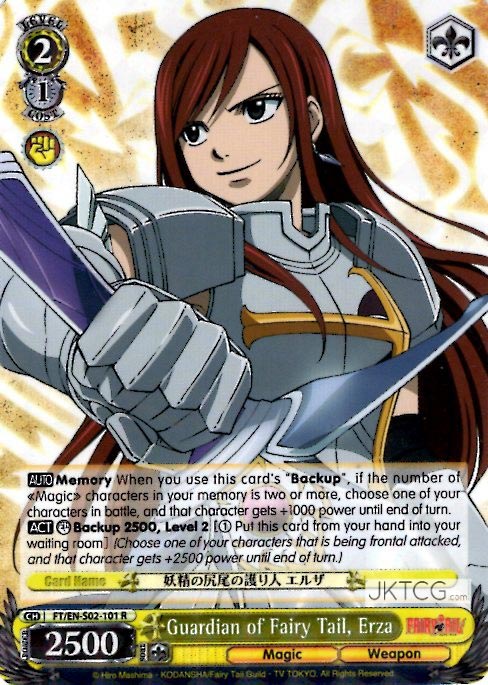 LEVEL
2
1
COST
AUTO Memory When you use this card's "Backup", if the number of
«Magic» characters in your memory is two or more, choose one of your
characters in battle, and that character gets +1000 power until end of turn.
ACT Backup 2500, Level 2 [① Put this card from your hand into your
waiting room] (Choose one of your characters that is being frontal attacked,
and that character gets +2500 power until end of turn.)
Card Name 妖精の尻尾の護り人 エルザ
JKTCG.com
CH FT/EN-S02-101 R
POWER 2500 SOUL
Guardian of Fairy Tail, Erza FAIRY TAIL
Magic Weapon
© Hiro Mashima - KODANSHA/Fairy Tail Guild - TV TOKYO. All Rights Reserved.